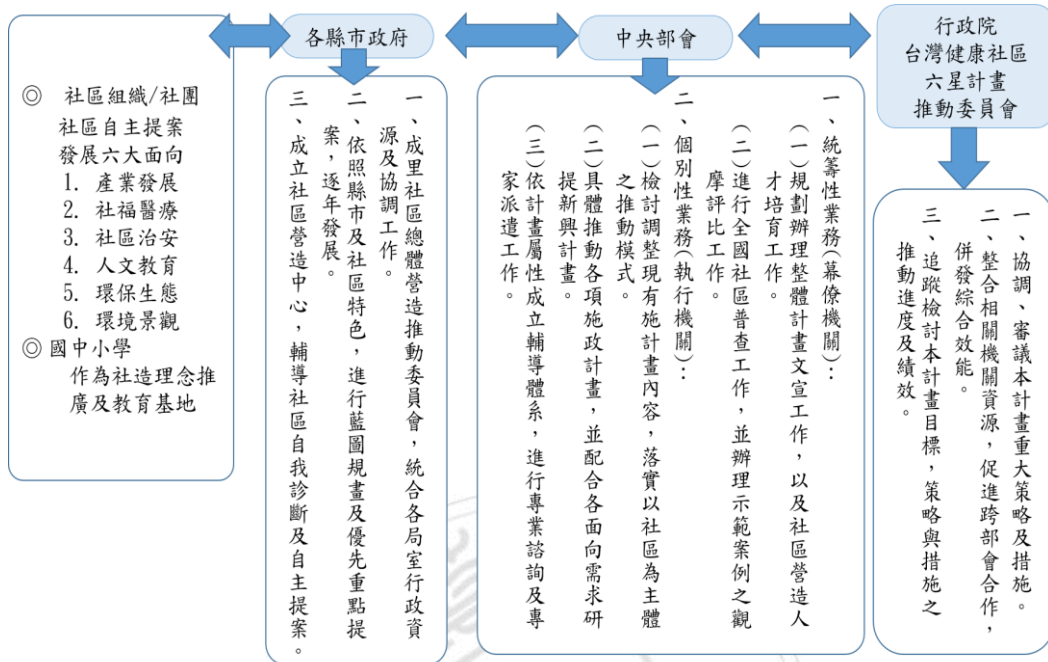 ◎ 社區組織/社團
社區自主提案
發展六大面向
1. 產業發展
2. 社福醫療
3. 社區治安
4. 人文教育
5. 環保生態
6. 環境景觀
◎ 國中小學
作為社造理念推
廣及教育基地
各縣市政府
一、成里社區總體營造推動委員會，統合各局室行政資
源及協調工作。
二、依照縣市及社區特色，進行藍圖規畫及優先重點提
案，逐年發展。
三、成立社區營造中心，輔導社區自我診斷及自主提案。
中央部會
一、統籌性業務(幕僚機關)：
(一)規劃辦理整體計畫文宣工作，以及社區營造人
才培育工作。
(二)進行全國社區普查工作，並辦理示範案例之觀
摩評比工作。
二、個別性業務(執行機關)：
(一)檢討調整現有施計畫內容，落實以社區為主體
之推動模式。
(二)具體推動各項施政計畫，並配合各面向需求研
提新興計畫。
(三)依計畫屬性成立輔導體系，進行專業諮詢及專
家派遣工作。
行政院
台灣健康社區
六星計畫
推動委員會
一、協調、審議本計畫重大策略及措施。
二、整合相關機關資源，促進跨部會合作，
併發綜合效能。
三、追蹤檢討本計畫目標，策略與措施之
推動進度及績效。